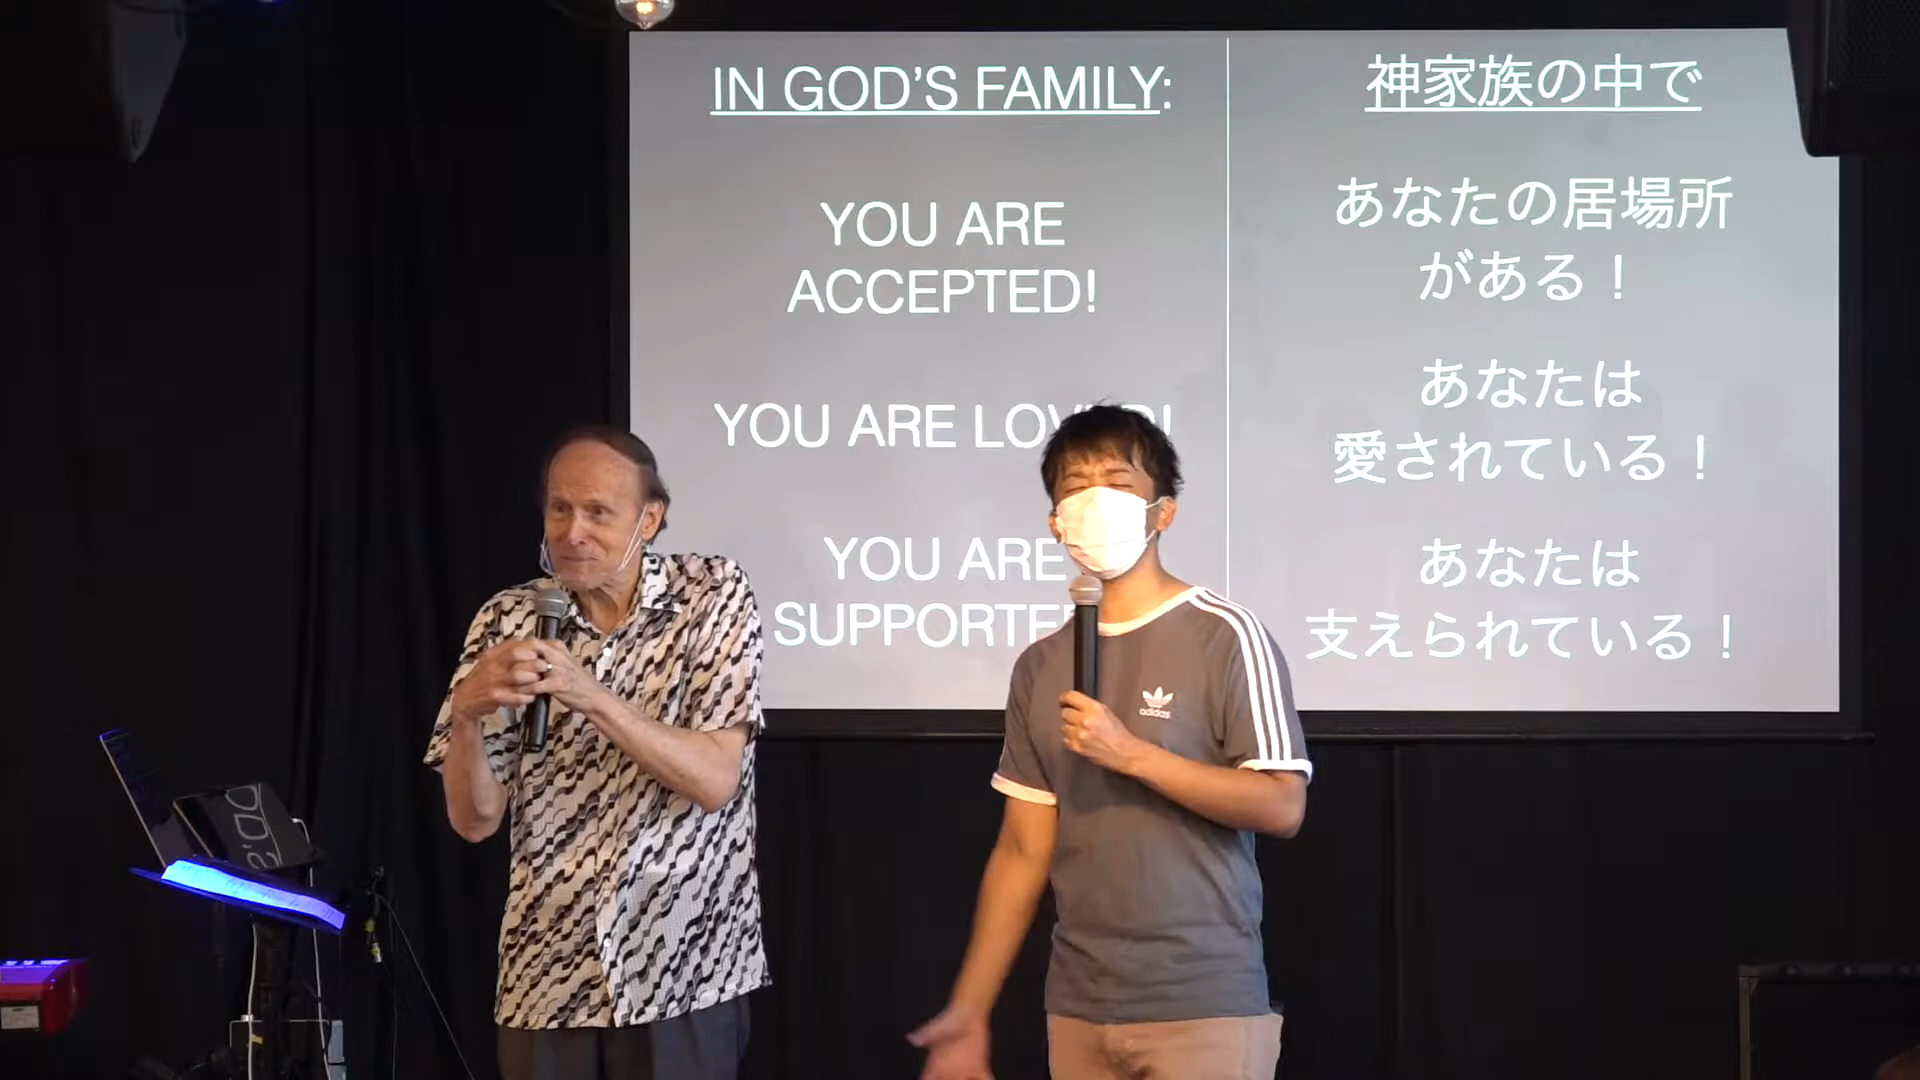 IN GOD'S FAMILY:
YOU ARE
ACCEPTED!
YOU ARE
SUPPORTE
神家族の中で
あなたの居場所
がある！
あなたは
愛されている！
あなたは
支えられている！
adidas